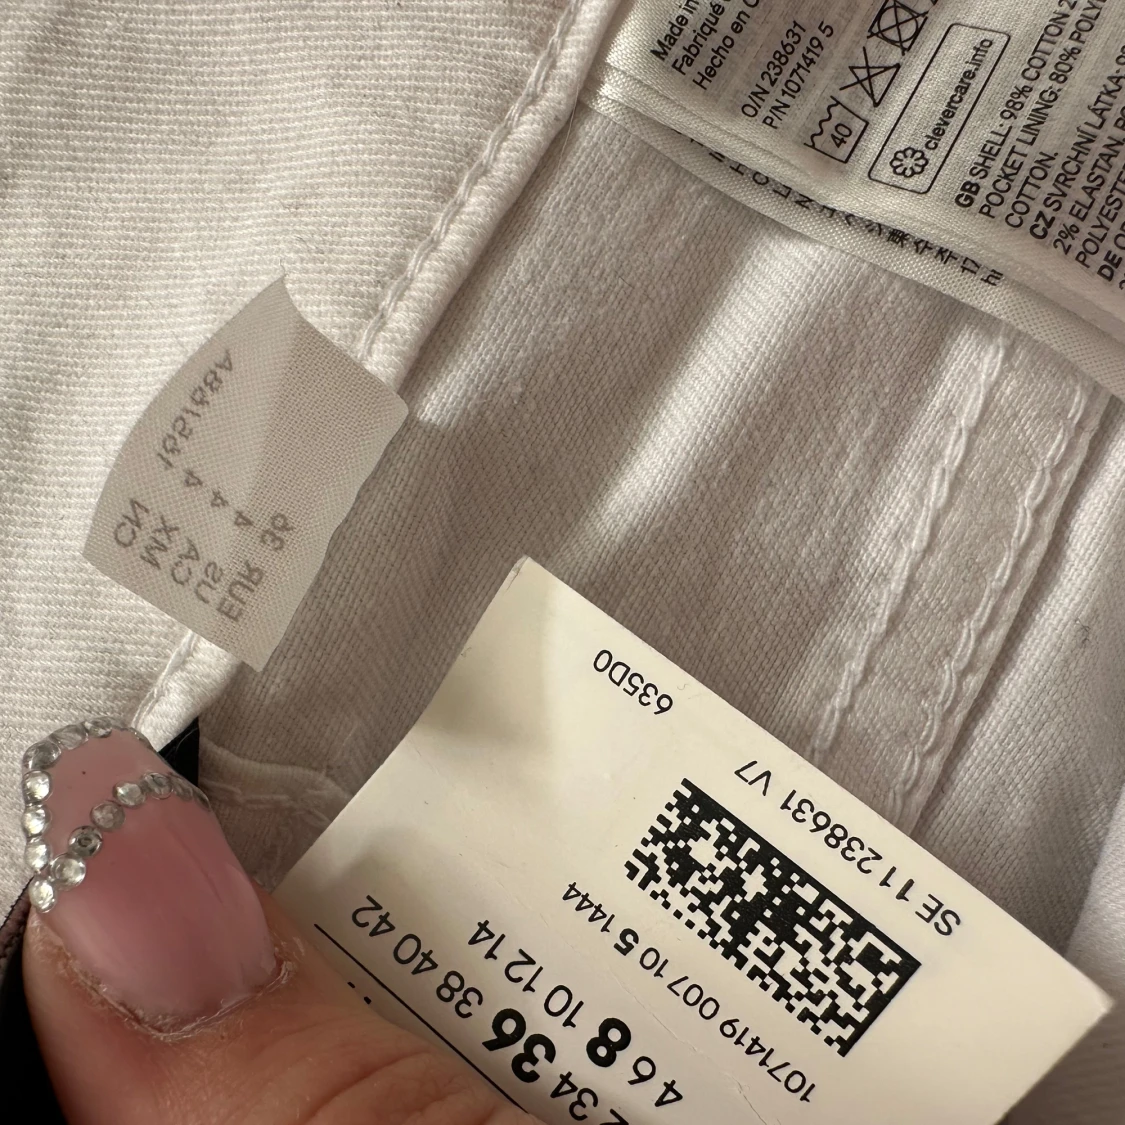 Made in
Fabriqué
Hecho en C
O/N 238631
P/N 1071419 5
40
clevercare.info
GB SHELL: 98% COTTON 2
POCKET LINING: 80% POLY
COTTON.
CZ SVRCHNÍ LÁTKA: 9
2% ELASTAN. PO
POLYESTE
DE OB
EUR 36
US 4
CA 4
MX 4
CN
635D0
SE 11 238631 V7
1071419 007 10 5 1444
4 6 8 10 12 14
34 36 38 40 42